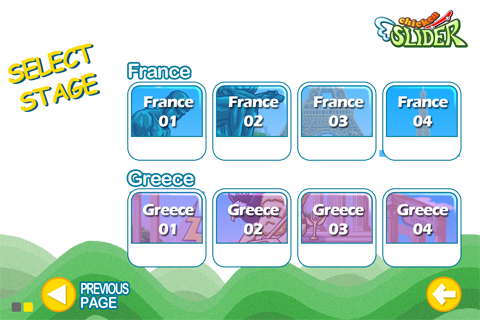 chicken
SLIDER
SELECT
STAGE
France
France
01
France
02
France
03
France
04
Greece
Greece
01
Greece
02
Greece
03
Greece
04
PREVIOUS
PAGE